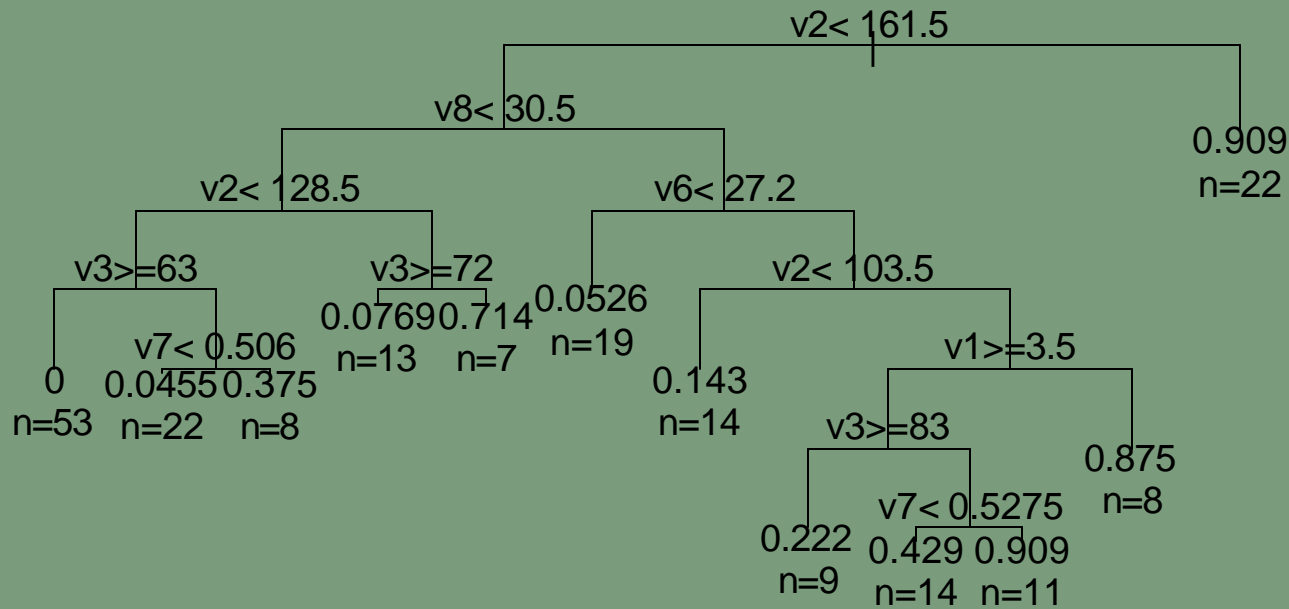 v2< 161.5
v8< 30.5
0.909
n=22
v2< 128.5
v6< 27.2
v3>=63
v3>=72
v2< 103.5
0.0769
n=13
0.714
n=7
0.0526
n=19
v7< 0.506
v1>=3.5
0
n=53
0.0455
n=22
0.375
n=8
0.143
n=14
v3>=83
0.875
n=8
v7< 0.5275
0.222
n=9
0.429
n=14
0.909
n=11